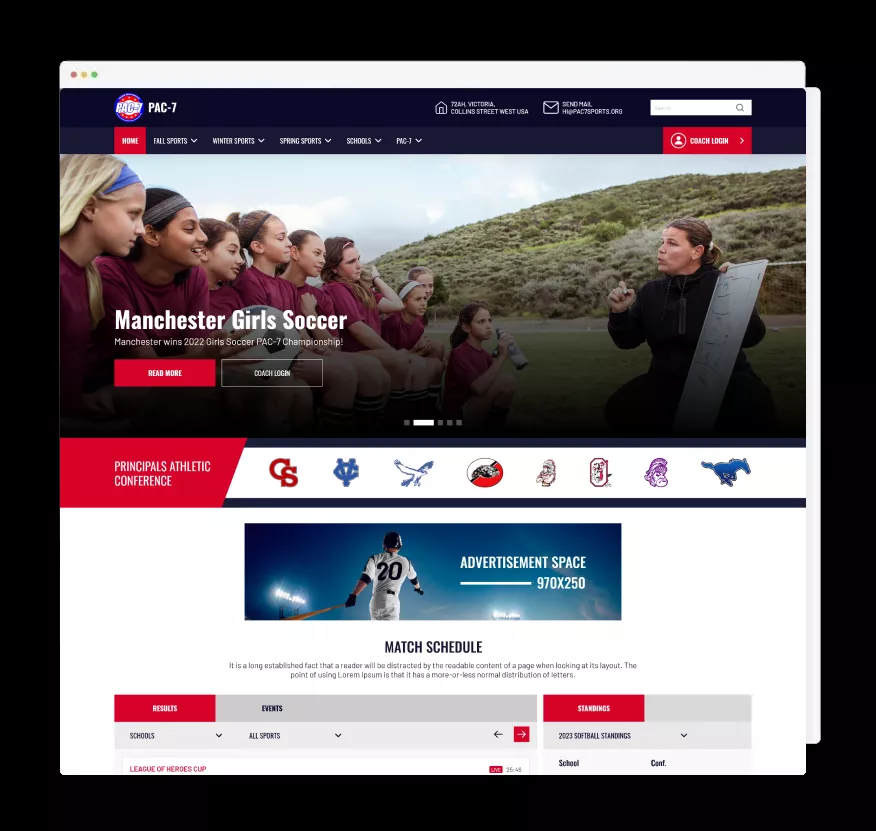 PAC-7
PAC-7
72AH, VICTORIA,
COLLINS STREET WEST USA
SEND MAIL
HI@PAC7SPORTS.ORG
Search
HOME
FALL SPORTS
WINTER SPORTS
SPRING SPORTS
SCHOOLS
PAC-7
COACH LOGIN
Manchester Girls Soccer
Manchester wins 2022 Girls Soccer PAC-7 Championship!
READ MORE
COACH LOGIN
PRINCIPALS ATHLETIC
CONFERENCE
CS
20
ADVERTISEMENT SPACE
970X250
MATCH SCHEDULE
It is a long established fact that a reader will be distracted by the readable content of a page when looking at its layout. The
point of using Lorem Ipsum is that it has a more-or-less normal distribution of letters.
RESULTS
EVENTS
STANDINGS
SCHOOLS
ALL SPORTS
2023 SOFTBALL STANDINGS
LEAGUE OF HEROES CUP
LIVE
25:46
School
Conf.